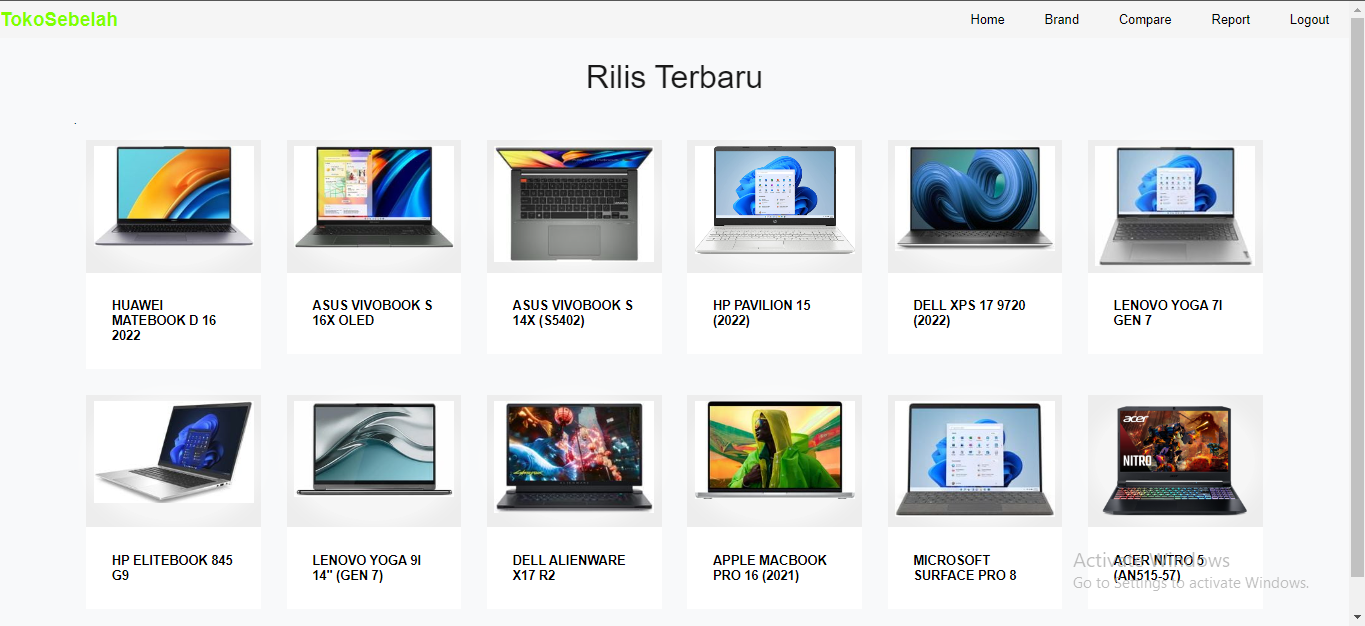 TokoSebelah
Home Brand Compare Report Logout
Rilis Terbaru
.
HUAWEI
MATEBOOK D 16
2022
ASUS VIVOBOOK S
16X OLED
ASUS VIVOBOOK S
14X (S5402)
HP PAVILION 15
(2022)
DELL XPS 17 9720
(2022)
LENOVO YOGA 7I
GEN 7
acer
NITRO
HP ELITEBOOK 845
G9
LENOVO YOGA 9I
14" (GEN 7)
DELL ALIENWARE
X17 R2
APPLE MACBOOK
PRO 16 (2021)
MICROSOFT
SURFACE PRO 8
ACER NITRO 5
(AN515-57)
Activate Windows
Go to Settings to activate Windows.